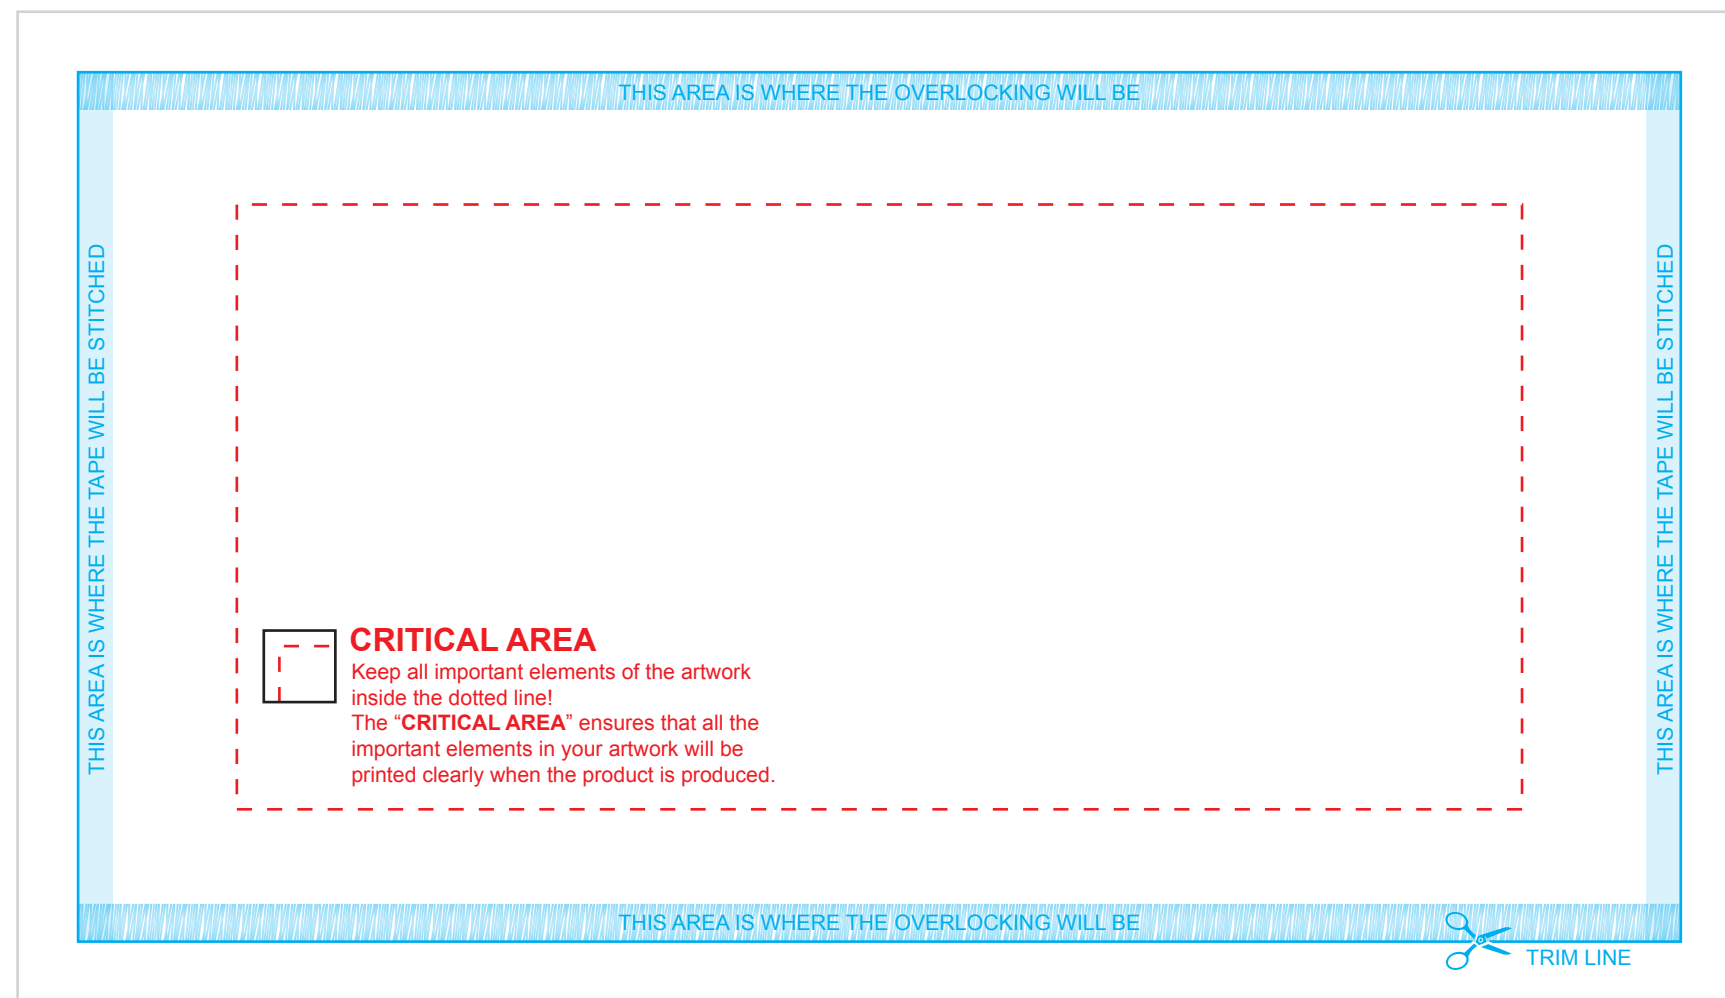 THIS AREA IS WHERE THE OVERLOCKING WILL BE
THIS AREA IS WHERE THE TAPE WILL BE STITCHED
THIS AREA IS WHERE THE TAPE WILL BE STITCHED
CRITICAL AREA
Keep all important elements of the artwork
inside the dotted line!
The “CRITICAL AREA” ensures that all the
important elements in your artwork will be
printed clearly when the product is produced.
THIS AREA IS WHERE THE OVERLOCKING WILL BE
TRIM LINE